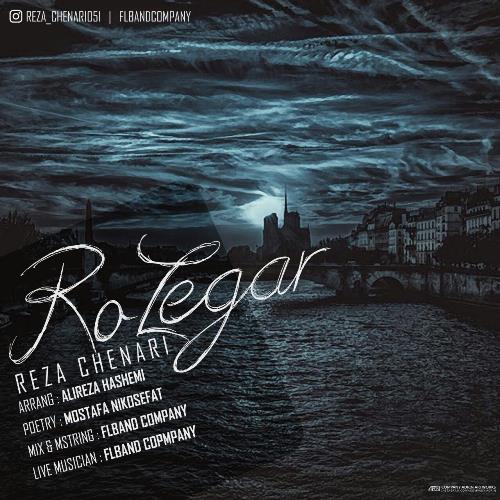 REZA_CHENARI051 | FLBANDCOMPANY
RoZegar
REZA CHENARI
ARRANG : ALIREZA HASHEMI
POETRY : MOSTAFA NIKOSEFAT
MIX & MSTRING : FLBAND COMPANY
LIVE MUSICIAN : FLBAND COPMPANY